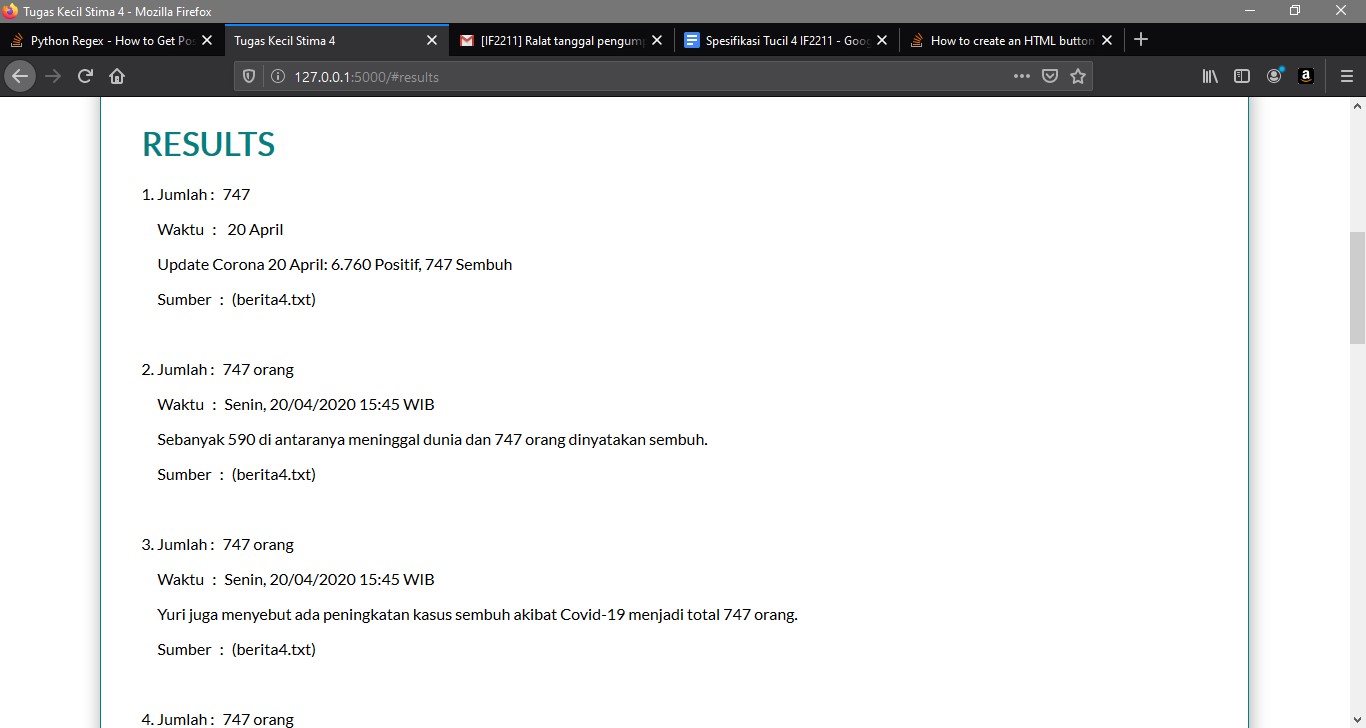 Tugas Kecil Stima 4 - Mozilla Firefox
Python Regex - How to Get Pos
Tugas Kecil Stima 4
[IF2211] Ralat tanggal pengump
Spesifikasi Tucil 4 IF2211 - Goog
How to create an HTML button
127.0.0.1:5000/#results
RESULTS
1. Jumlah : 747
Waktu : 20 April
Update Corona 20 April: 6.760 Positif, 747 Sembuh
Sumber : (berita4.txt)
2. Jumlah : 747 orang
Waktu : Senin, 20/04/2020 15:45 WIB
Sebanyak 590 di antaranya meninggal dunia dan 747 orang dinyatakan sembuh.
Sumber : (berita4.txt)
3. Jumlah : 747 orang
Waktu : Senin, 20/04/2020 15:45 WIB
Yuri juga menyebut ada peningkatan kasus sembuh akibat Covid-19 menjadi total 747 orang.
Sumber : (berita4.txt)
4. Jumlah : 747 orang